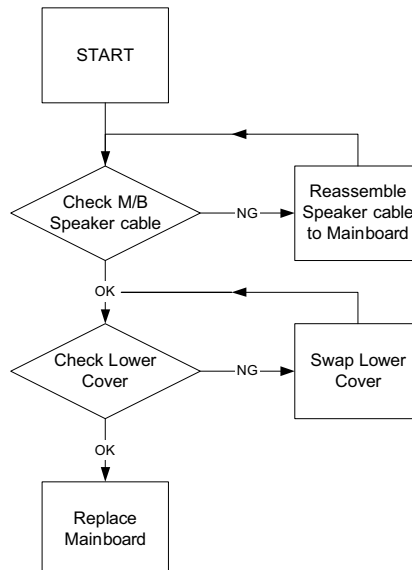 START
Check M/B
Speaker cable
NG
Reassemble
Speaker cable
to Mainboard
OK
Check Lower
Cover
NG
Swap Lower
Cover
OK
Replace
Mainboard